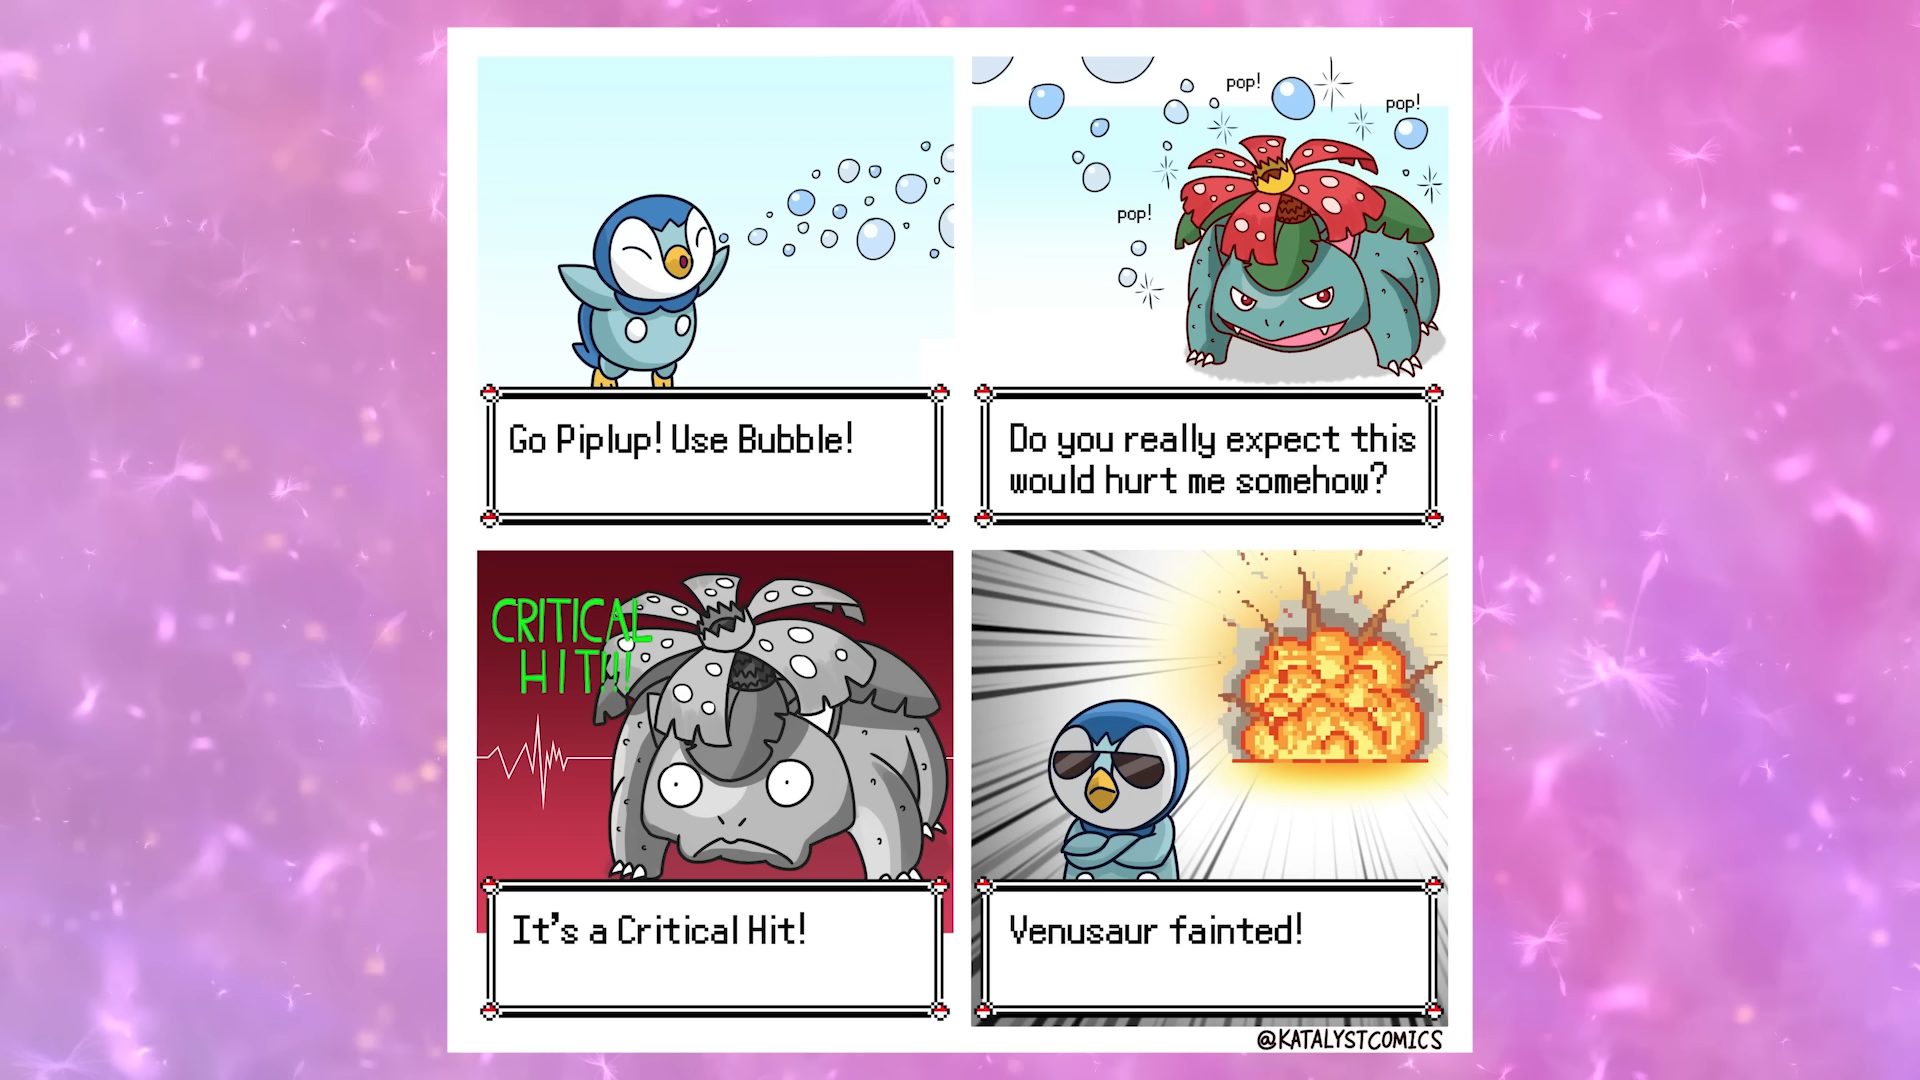 Go Piplup! Use Bubble!
pop!
pop!
pop!
Do you really expect this
would hurt me somehow?
CRITICAL
HIT!!!
It's a Critical Hit!
Venusaur fainted!
@KATALYSTCOMICS